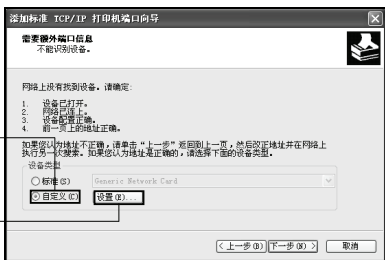 添加标准 TCP/IP 打印机端口向导
需要额外端口信息
不能识别设备。
网络上没有找到设备。请确定:
1. 设备已打开。
2. 网络已连上。
3. 设备配置正确。
4. 前一页上的地址正确。
如果您认为地址不正确，请单击“上一步”返回到上一页，然后改正地址并在网络上
执行另一次搜索。如果您认为地址是正确的，请选择下面的设备类型。
设备类型
标准(S) Generic Network Card
自定义(C) 设置(E)...
< 上一步(B) 下一步(N) > 取消